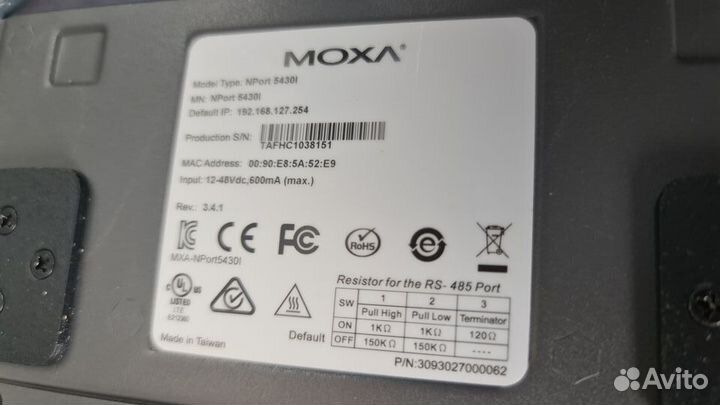 MOXA®
Model Type: NPort 5430I
MN: NPort 5430I
Default IP: 192.168.127.254
Production S/N:
TAFHC1038151
MAC Address: 00:90:E8:5A:52:E9
Input: 12-48Vdc,600mA (max.)
Rev.: 3.4.1
CE FC RoHS e
MXA-NPort5430I
c UL us
LISTED
ITE
Resistor for the RS- 485 Port
SW 1 2 3
Pull High Pull Low Terminator
Default ON 1KΩ 1KΩ 120Ω
OFF 150KΩ 150KΩ ----
Made in Taiwan
P/N:3093027000062
Avito